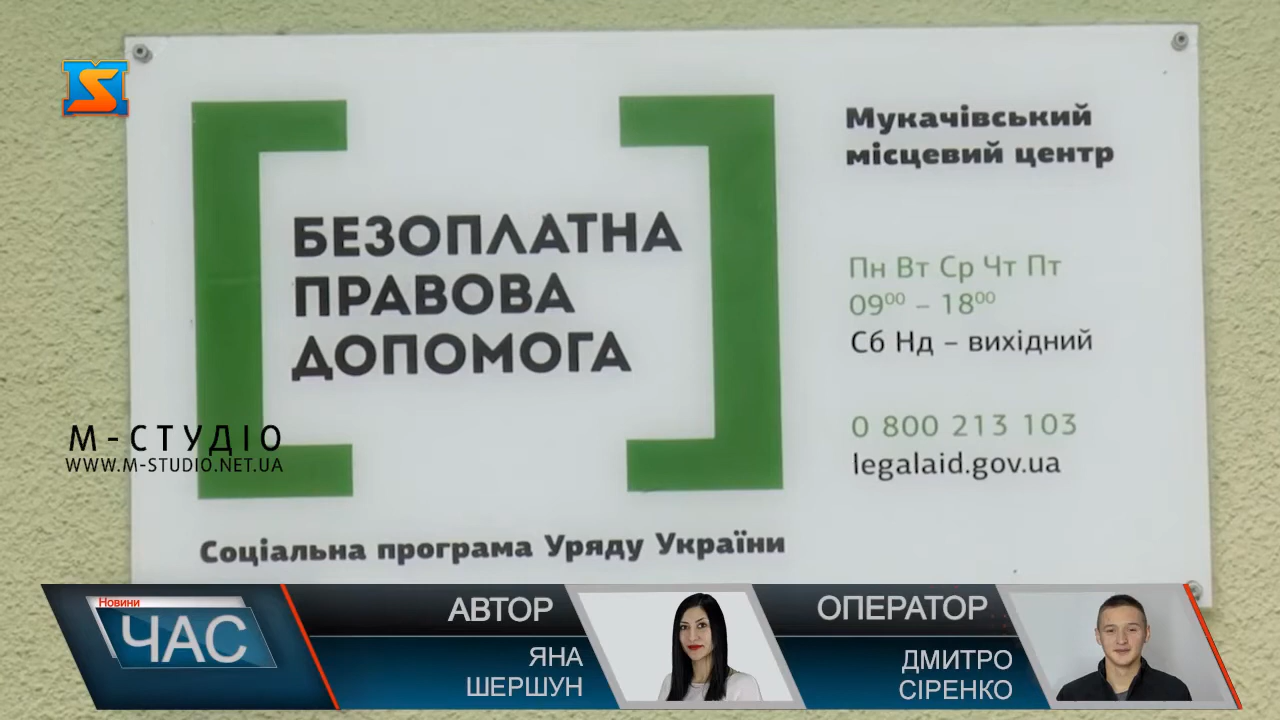 БЕЗОПЛАТНА
ПРАВОВА
ДОПОМОГА
Соціальна програма Уряду України
Мукачівський
місцевий центр
Пн Вт Ср Чт Пт
09⁰⁰ – 18⁰⁰
Сб Нд – вихідний
0 800 213 103
legalaid.gov.ua
М-СТУДІО
WWW.M-STUDIO.NET.UA
Новини
ЧАС
АВТОР
ЯНА
ШЕРШУН
ОПЕРАТОР
ДМИТРО
СІРЕНКО